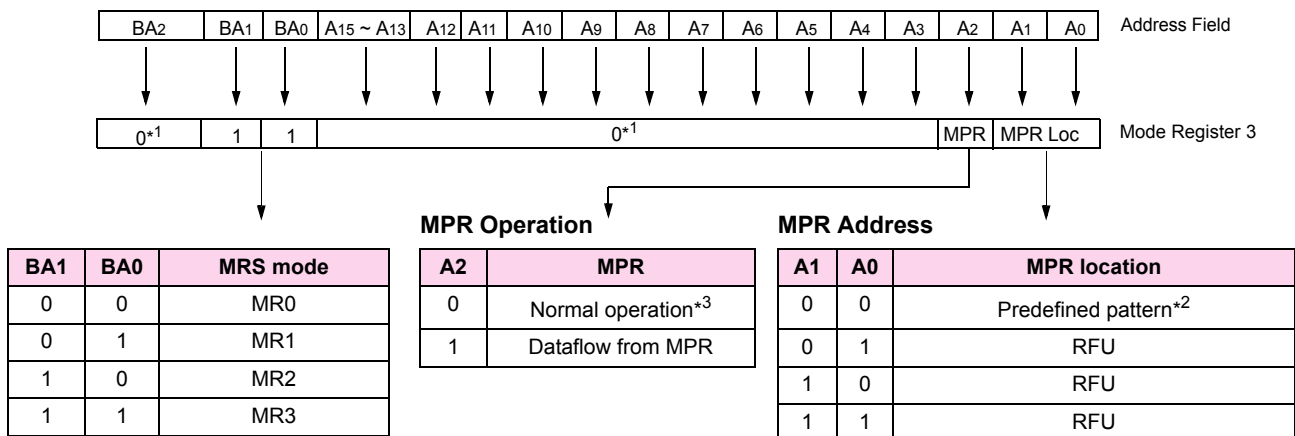 BA2 BA1 BA0 A15 ~ A13 A12 A11 A10 A9 A8 A7 A6 A5 A4 A3 A2 A1 A0 Address Field
0*1 1 1 0*1 MPR MPR Loc Mode Register 3
MPR Operation MPR Address
BA1 BA0 MRS mode A2 MPR A1 A0 MPR location
0 0 MR0 0 Normal operation*3 0 0 Predefined pattern*2
0 1 MR1 1 Dataflow from MPR 0 1 RFU
1 0 MR2 1 0 RFU
1 1 MR3 1 1 RFU